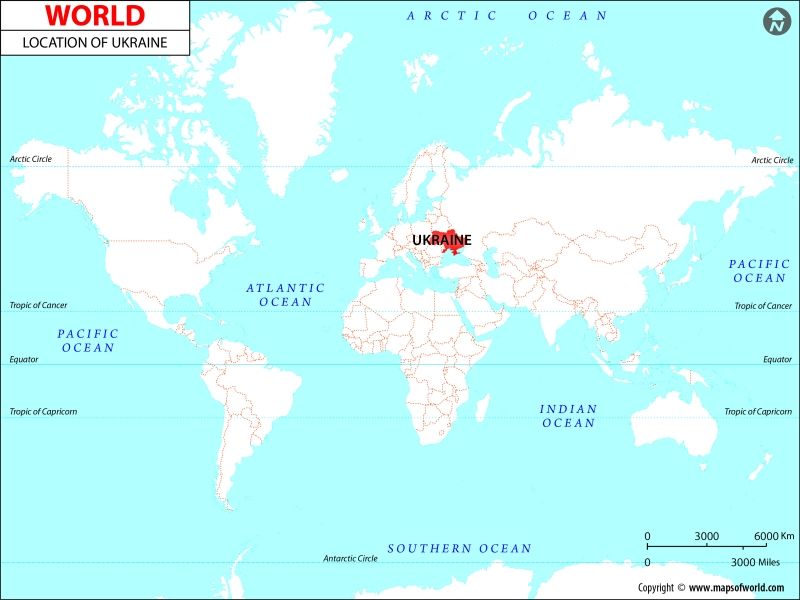 WORLD
LOCATION OF UKRAINE
ARCTIC OCEAN
N
Arctic Circle
Arctic Circle
UKRAINE
PACIFIC
OCEAN
ATLANTIC
OCEAN
Tropic of Cancer
Tropic of Cancer
PACIFIC
OCEAN
Equator
Equator
Tropic of Capricorn
INDIAN
OCEAN
Tropic of Capricorn
0 3000 6000 Km
0 3000 Miles
SOUTHERN OCEAN
Antarctic Circle
Copyright © www.mapsofworld.com